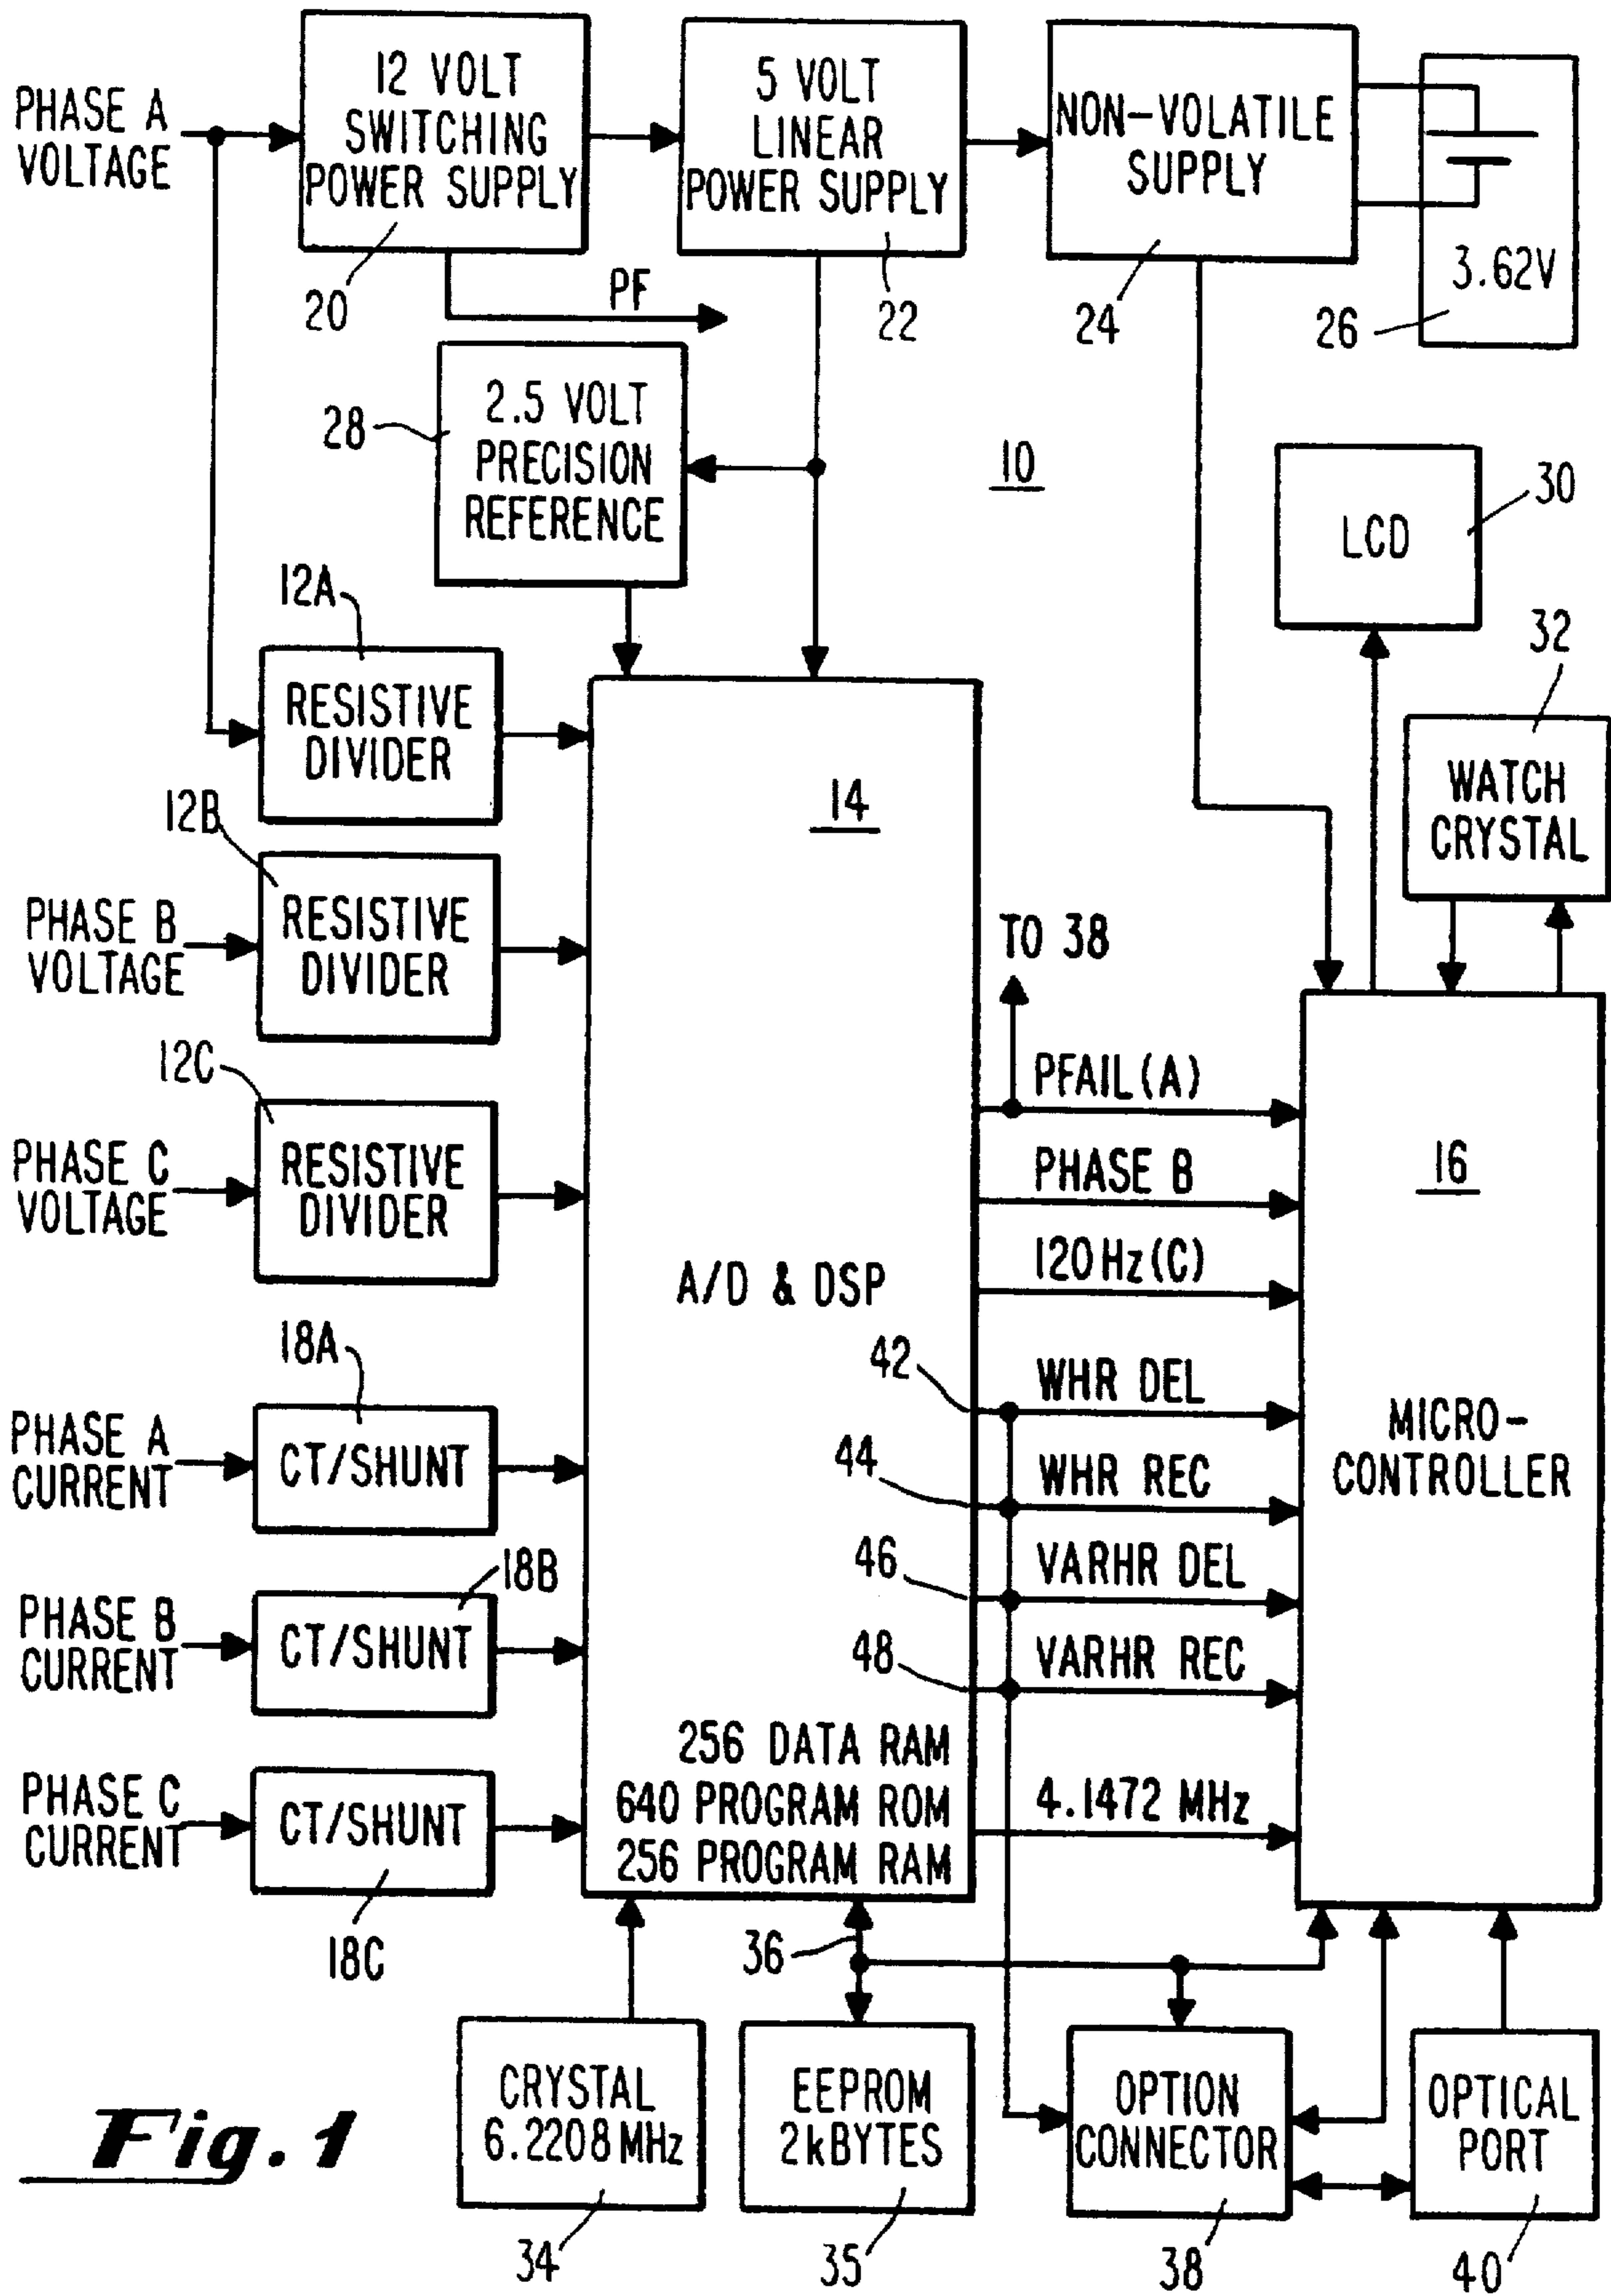 PHASE A
VOLTAGE
12 VOLT
SWITCHING
POWER SUPPLY
20
PF
5 VOLT
LINEAR
POWER SUPPLY
22
NON-VOLATILE
SUPPLY
24
3.62V
26
28
2.5 VOLT
PRECISION
REFERENCE
10
LCD
30
32
WATCH
CRYSTAL
12A
RESISTIVE
DIVIDER
12B
PHASE B
VOLTAGE
RESISTIVE
DIVIDER
12C
PHASE C
VOLTAGE
RESISTIVE
DIVIDER
14
A/D & DSP
TO 38
PFAIL(A)
PHASE B
120Hz(C)
42
WHR DEL
44
WHR REC
46
VARHR DEL
48
VARHR REC
4.1472 MHz
16
MICRO-
CONTROLLER
18A
PHASE A
CURRENT
CT/SHUNT
18B
PHASE B
CURRENT
CT/SHUNT
PHASE C
CURRENT
CT/SHUNT
18C
256 DATA RAM
640 PROGRAM ROM
256 PROGRAM RAM
36
CRYSTAL
6.2208MHz
34
EEPROM
2kBYTES
35
OPTION
CONNECTOR
38
OPTICAL
PORT
40
Fig. 1